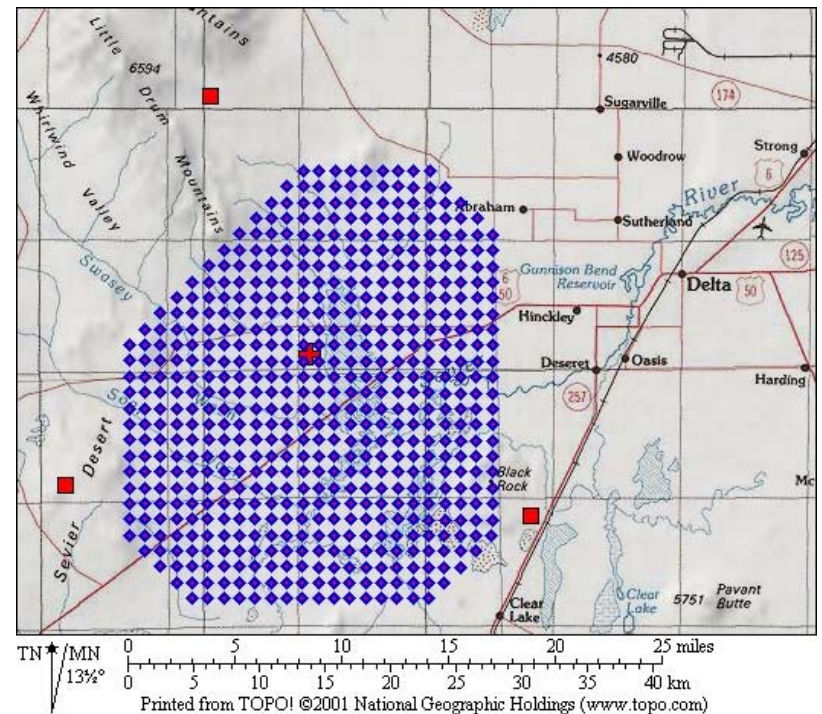 ntains
Little
Drum
Mountains
6594
Whirlwind
Valley
Swasey
4580
Sugarville
174
Woodrow
Strong
6
River
Abraham
Sutherland
125
Gunnison Bend
Reservoir
6
50
Delta
50
Hinckley
Deseret
Oasis
Harding
257
Wash
Desert
Sevier
Black
Rock
Mc
Clear
Lake
Clear
Lake
5751
Pavant
Butte
TN MN
13½°
0 5 10 15 20 25 miles
0 5 10 15 20 25 30 35 40 km
Printed from TOPO! ©2001 National Geographic Holdings (www.topo.com)